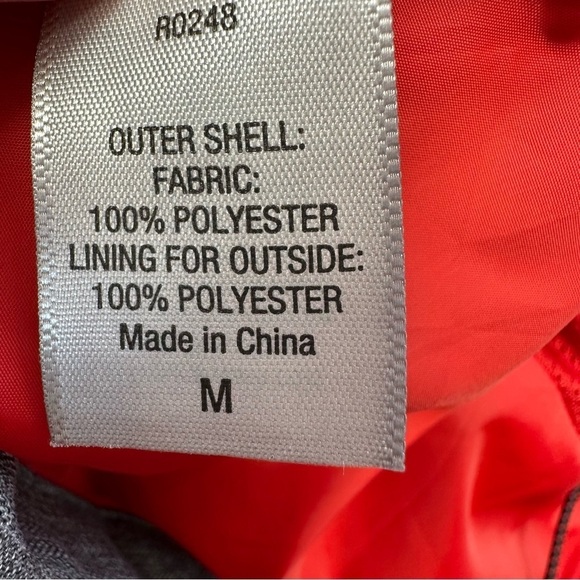 R0248
OUTER SHELL:
FABRIC:
100% POLYESTER
LINING FOR OUTSIDE:
100% POLYESTER
Made in China
M